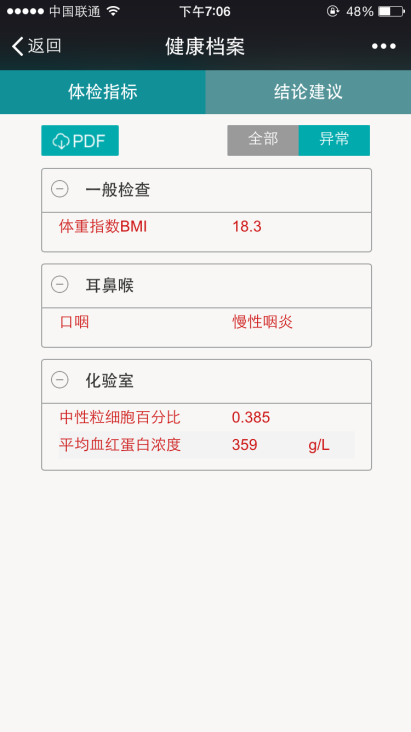 中国联通 下午7:06 48%
返回 健康档案
体检指标 结论建议
PDF 全部 异常
一般检查
体重指数BMI 18.3
耳鼻喉
口咽 慢性咽炎
化验室
中性粒细胞百分比 0.385
平均血红蛋白浓度 359 g/L